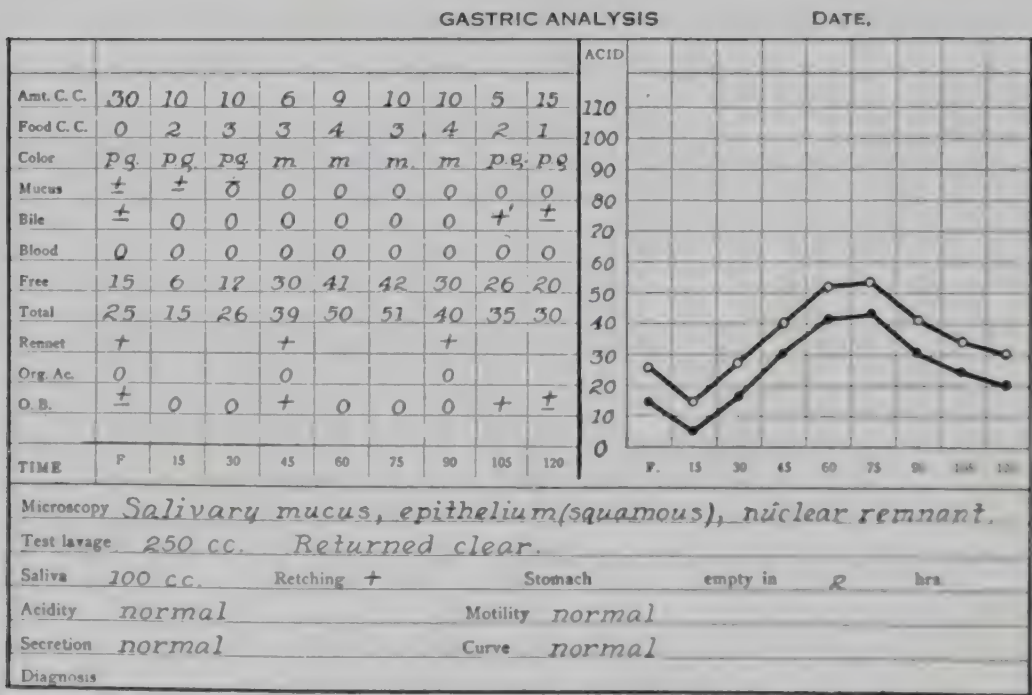 GASTRIC ANALYSIS DATE,
ACID
Amt. C. C. 30 10 10 6 9 10 10 5 15
Food C. C. 0 2 3 3 4 3 4 2 1
Color p.g. p.g. p.g. m m m. m p.g. p.g
Mucus ± ± 0 0 0 0 0 0
Bile ± 0 0 0 0 0 0 + ±
Blood 0 0 0 0 0 0 0 0 0
Free 15 6 17 30 41 42 30 26 20
Total 25 15 26 39 50 51 40 35 30
Rennet + + +
Org. Ac. 0 0 0
O. B. ± 0 0 + 0 0 0 + ±
TIME F 15 30 45 60 75 90 105 120
110
100
90
80
70
60
50
40
30
20
10
0
F. 15 30 45 60 75
Microscopy Salivary mucus, epithelium (squamous), nuclear remnant.
Test lavage 250 cc. Returned clear.
Saliva 100 cc. Retching + Stomach empty in 2 hrs
Acidity normal Motility normal
Secretion normal Curve normal
Diagnosis